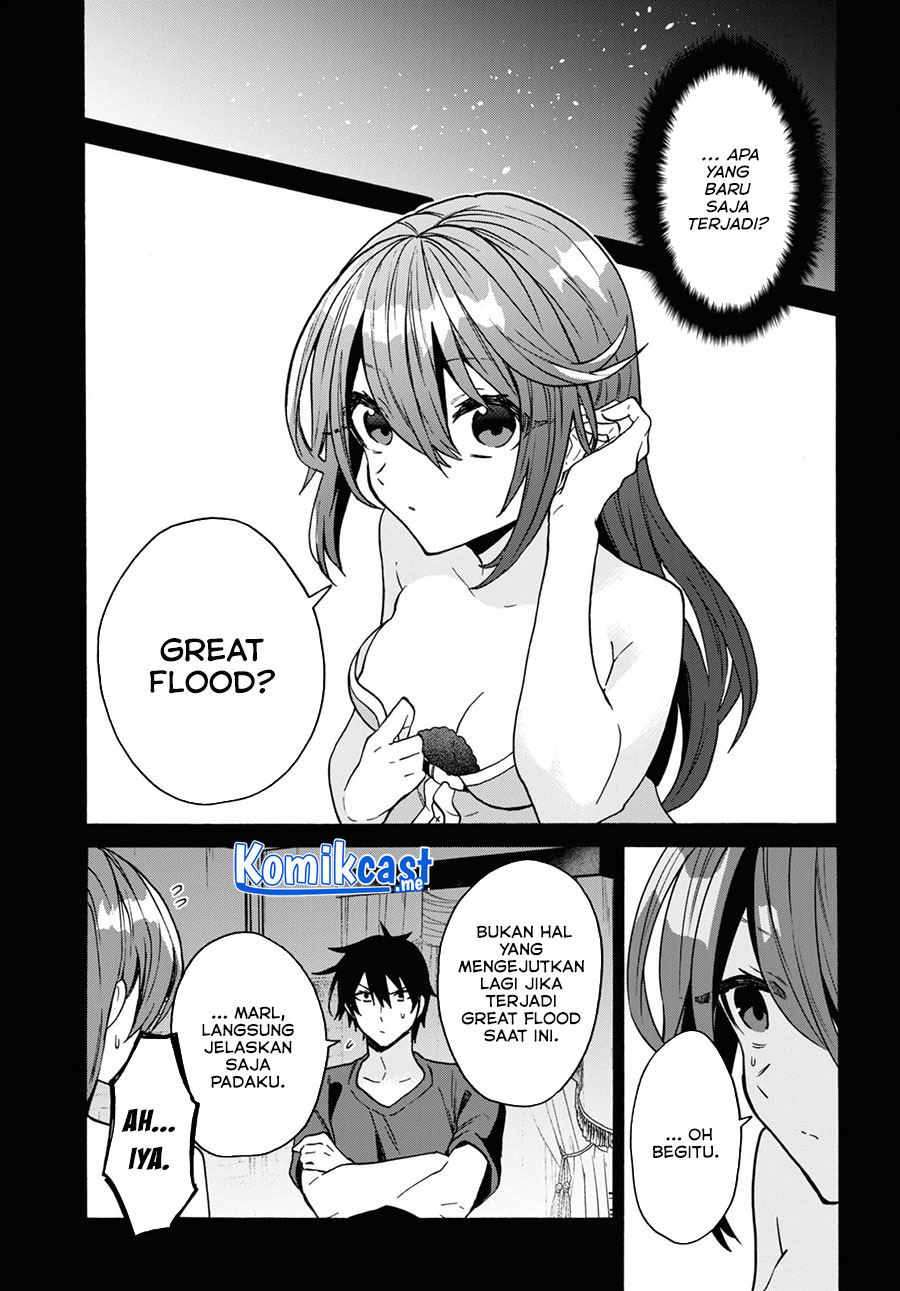 ... APA
YANG
BARU
SAJA
TERJADI?
GREAT
FLOOD?
... OH
BEGITU.
BUKAN HAL
YANG
MENGEJUTKAN
LAGI JIKA
TERJADI
GREAT FLOOD
SAAT INI.
... MARL,
LANGSUNG
JELASKAN
SAJA
PADAKU.
AH...
IYA.
Komikcast
.me